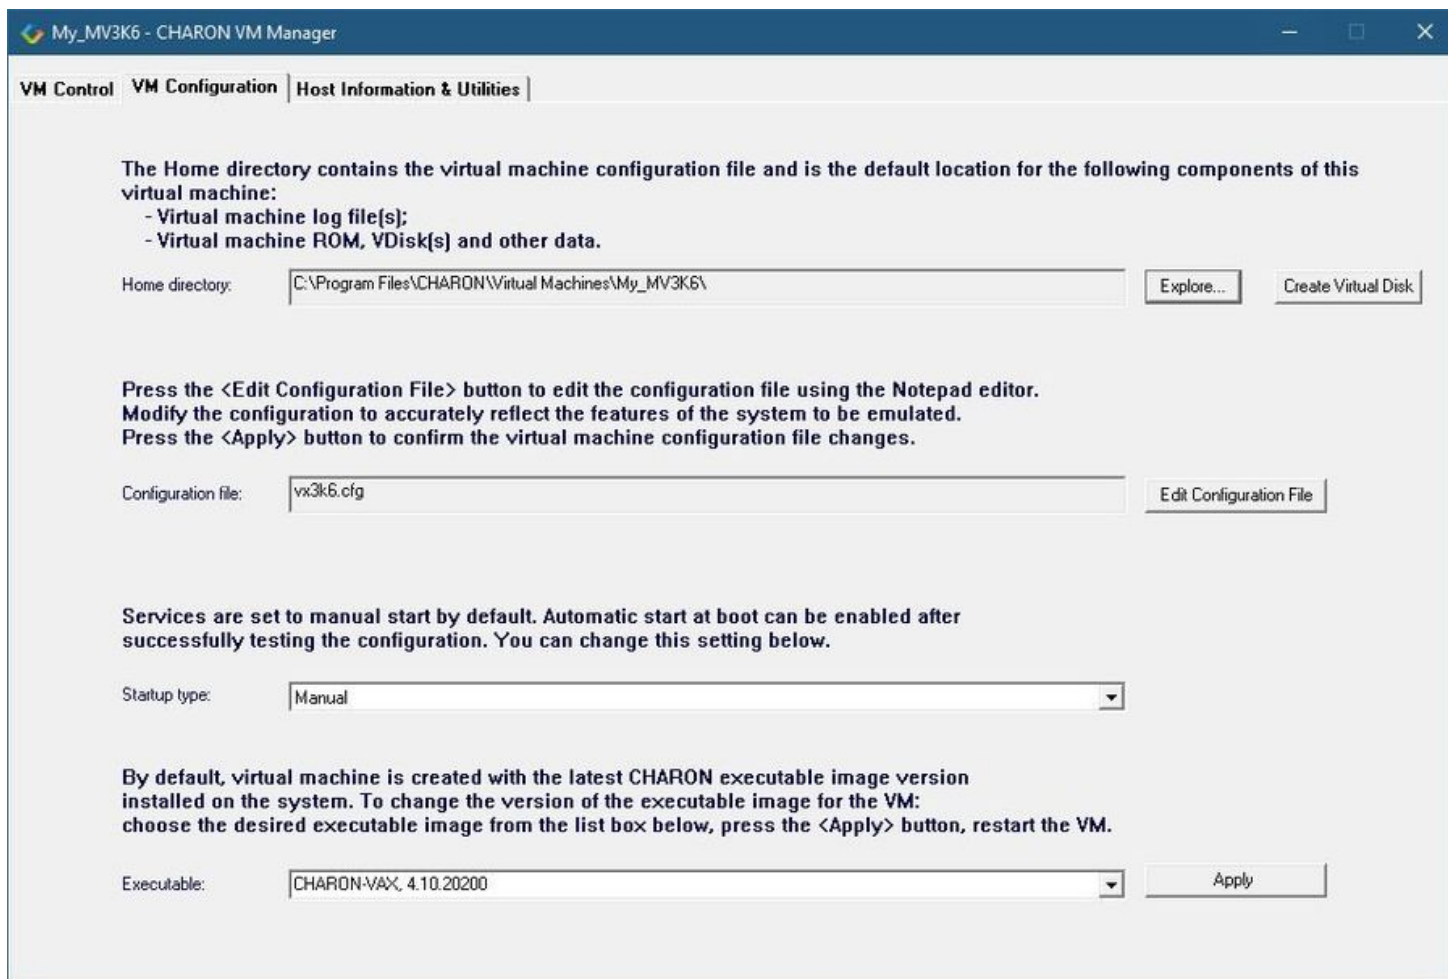 My_MV3K6 - CHARON VM Manager
VM Control VM Configuration Host Information & Utilities
The Home directory contains the virtual machine configuration file and is the default location for the following components of this
virtual machine:
- Virtual machine log file(s);
- Virtual machine ROM, VDisk(s) and other data.
Home directory: C:\Program Files\CHARON\Virtual Machines\My_MV3K6\ Explore... Create Virtual Disk
Press the <Edit Configuration File> button to edit the configuration file using the Notepad editor.
Modify the configuration to accurately reflect the features of the system to be emulated.
Press the <Apply> button to confirm the virtual machine configuration file changes.
Configuration file: vx3k6.cfg Edit Configuration File
Services are set to manual start by default. Automatic start at boot can be enabled after
successfully testing the configuration. You can change this setting below.
Startup type: Manual
By default, virtual machine is created with the latest CHARON executable image version
installed on the system. To change the version of the executable image for the VM:
choose the desired executable image from the list box below, press the <Apply> button, restart the VM.
Executable: CHARON-VAX, 4.10.20200 Apply